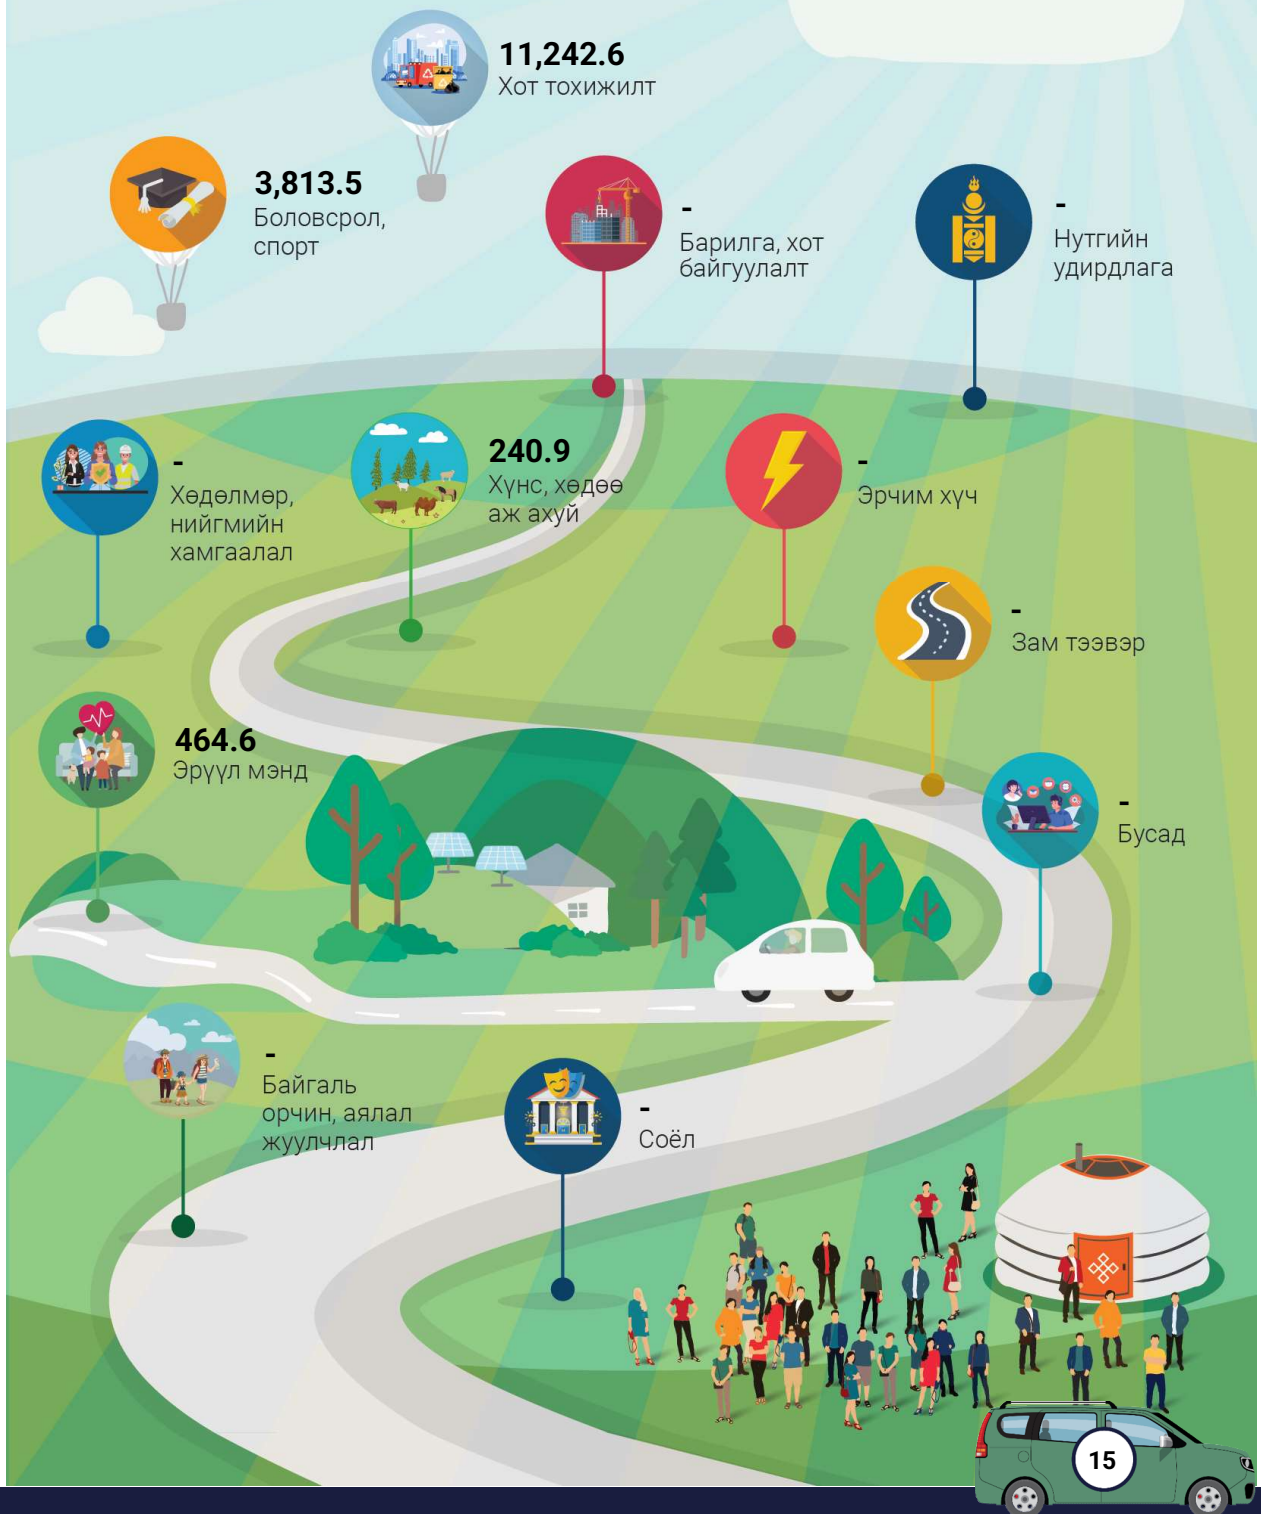 11,242.6
Хот тохижилт
3,813.5
Боловсрол,
спорт
-
Барилга, хот
байгуулалт
-
Нутгийн
удирдлага
-
Хөдөлмөр,
нийгмийн
хамгаалал
240.9
Хүнс, хөдөө
аж ахуй
-
Эрчим хүч
-
Зам тээвэр
464.6
Эрүүл мэнд
-
Бусад
-
Байгаль
орчин, аялал
жуулчлал
-
Соёл
15